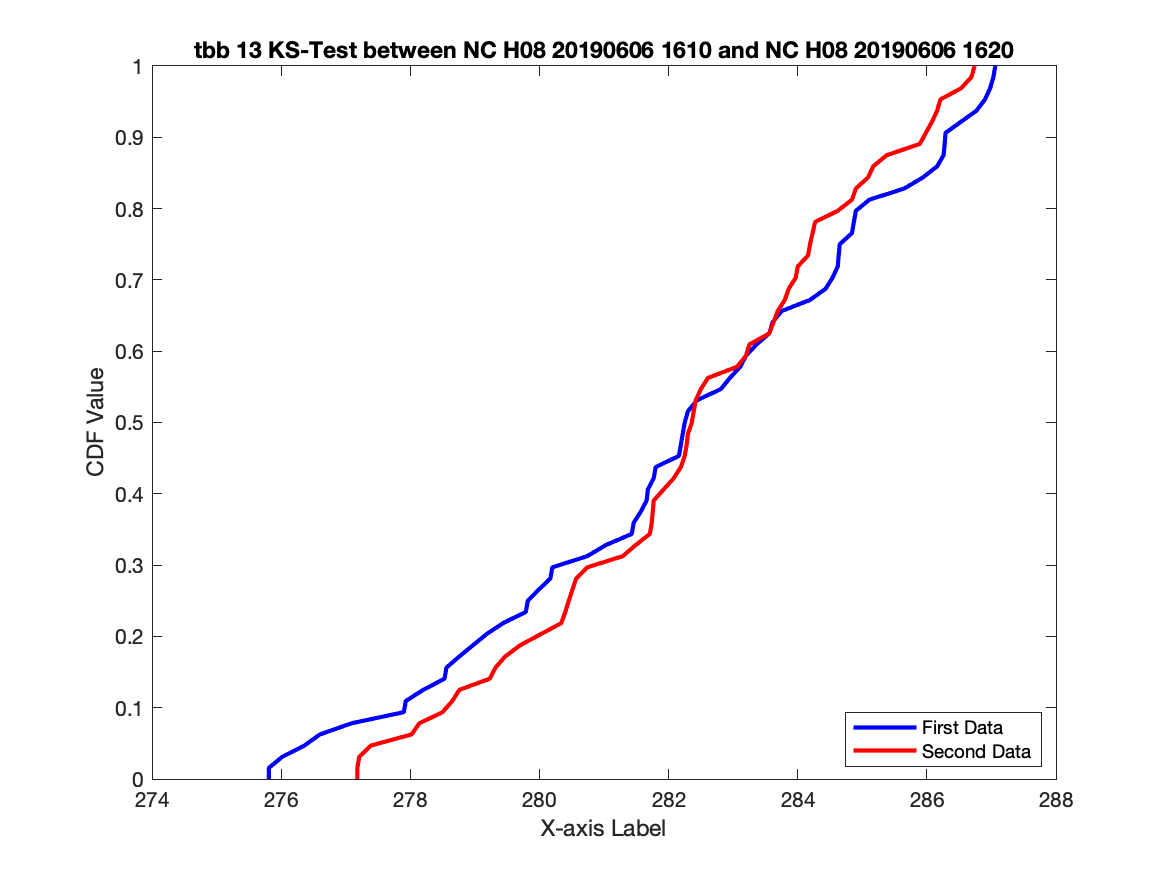 tbb 13 KS-Test between NC H08 20190606 1610 and NC H08 20190606 1620
1
0.9
0.8
0.7
0.6
0.5
0.4
0.3
0.2
0.1
0
CDF Value
First Data
Second Data
274 276 278 280 282 283 284 286 288
X-axis Label